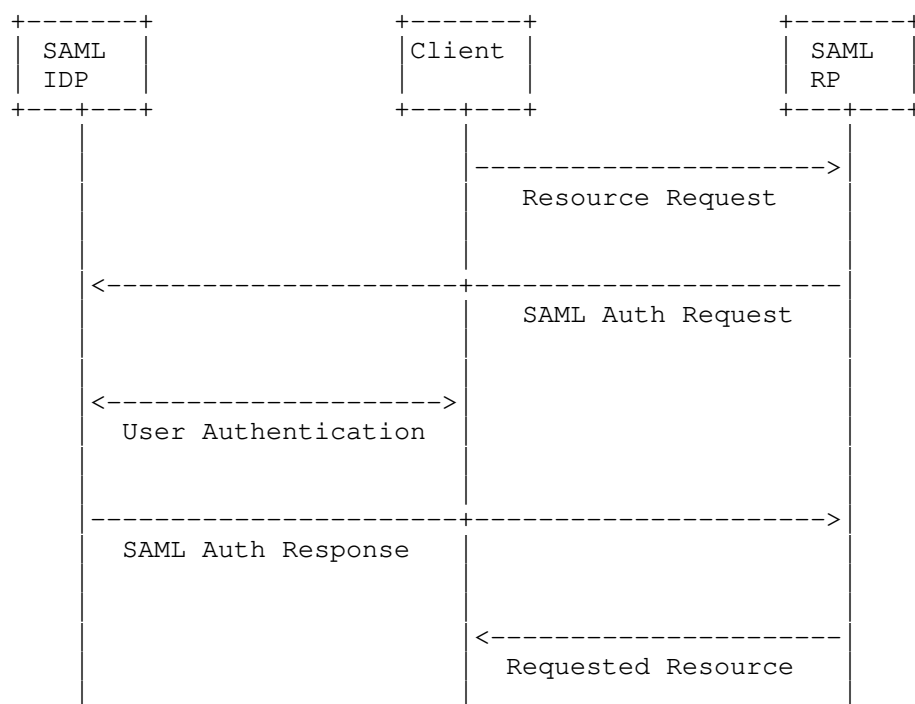 SAML
IDP
Client
SAML
RP
Resource Request
SAML Auth Request
User Authentication
SAML Auth Response
Requested Resource